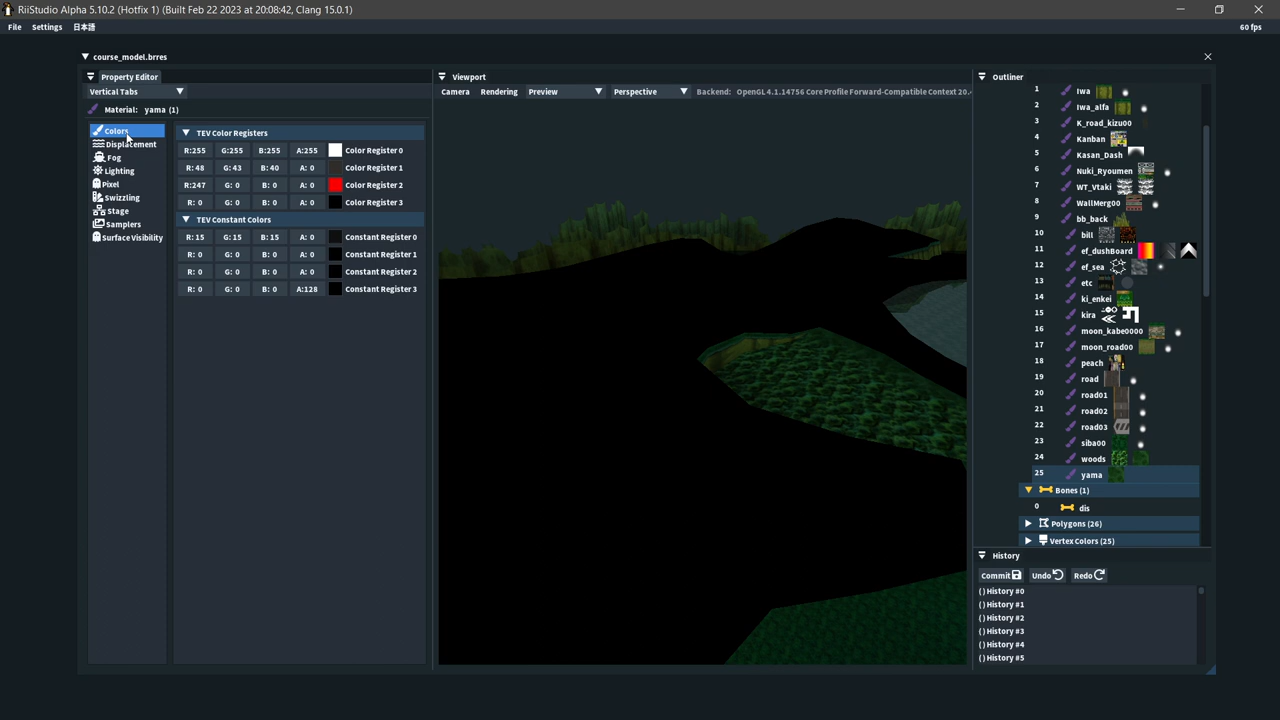 RiiStudio Alpha 5.10.2 (Hotfix 1) (Built Feb 22 2023 at 20:08:42, Clang 15.0.1)
File Settings 日本語 60 fps
course_model.brres
Property Editor
Vertical Tabs
Material: yama (1)
Colors
Displacement
Fog
Lighting
Pixel
Swizzling
Stage
Samplers
Surface Visibility
TEV Color Registers
R:255 G:255 B:255 A:255 Color Register 0
R: 48 G: 43 B: 40 A: 0 Color Register 1
R:247 G: 0 B: 0 A: 0 Color Register 2
R: 0 G: 0 B: 0 A: 0 Color Register 3
TEV Constant Colors
R: 15 G: 15 B: 15 A: 0 Constant Register 0
R: 0 G: 0 B: 0 A: 0 Constant Register 1
R: 0 G: 0 B: 0 A: 0 Constant Register 2
R: 0 G: 0 B: 0 A:128 Constant Register 3
Viewport
Camera Rendering Preview Perspective Backend: OpenGL 4.1.14756 Core Profile Forward-Compatible Context 20.
Outliner
1 Iwa
2 Iwa_alfa
3 K_road_kizu00
4 Kanban
5 Kasan_Dash
6 Nuki_Ryoumen
7 WT_Vtaki
8 WallMerg00
9 bb_back
10 bill
11 ef_dushBoard
12 ef_sea
13 etc
14 ki_enkei
15 kira
16 moon_kabe0000
17 moon_road00
18 peach
19 road
20 road01
21 road02
22 road03
23 siba00
24 woods
25 yama
Bones (1)
0 dis
Polygons (26)
Vertex Colors (25)
History
Commit Undo Redo
() History #0
() History #1
() History #2
() History #3
() History #4
() History #5